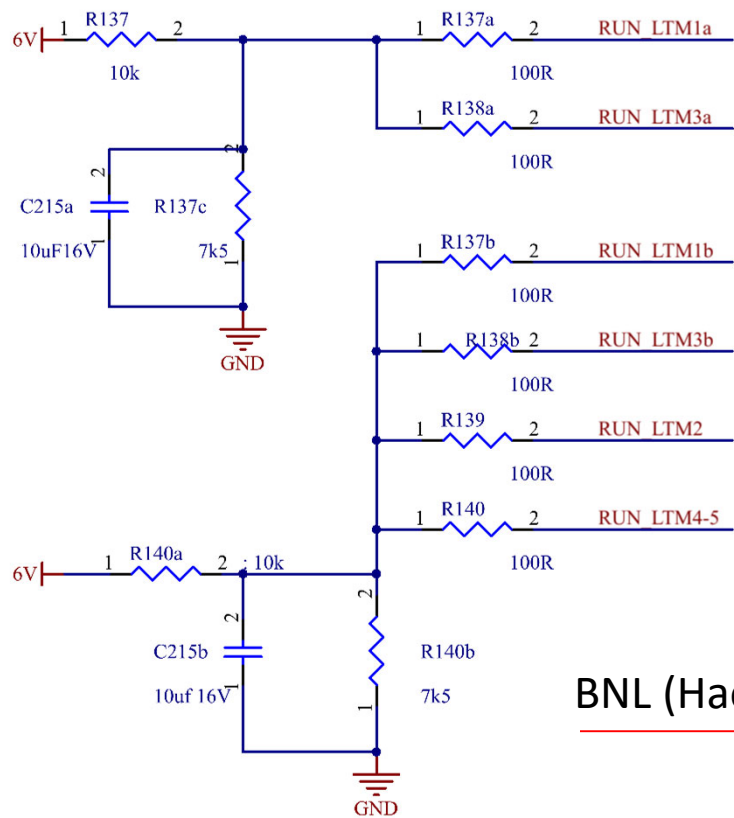 R137
6V 1 2
10k
1 R137a 2 RUN_LTM1a
100R
1 R138a 2 RUN_LTM3a
100R
2
2
C215a R137c
10uF16V 1 7k5
1
GND
1 R137b 2 RUN_LTM1b
100R
1 R138b 2 RUN_LTM3b
100R
1 R139 2 RUN_LTM2
100R
1 R140 2 RUN_LTM4-5
100R
R140a
6V 1 2 : 10k
2
2
C215b R140b
10uf 16V 1 7k5
1
GND
BNL (Ha